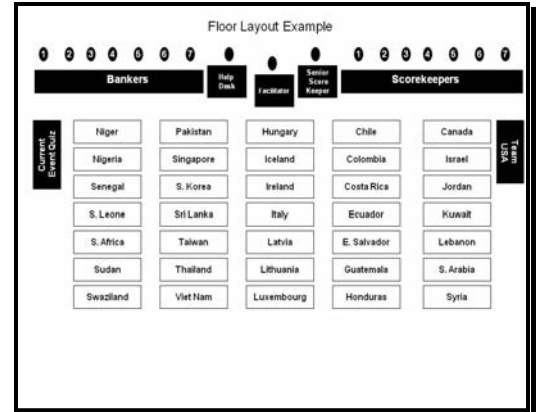 Floor Layout Example
1 2 3 4 5 6 7 1 2 3 4 5 6 7
Bankers
Help
Desk
Facilitator
Senior
Score
Keeper
Scorekeepers
Current
Event Quiz
Team
USA
Niger Pakistan Hungary Chile Canada
Nigeria Singapore Iceland Colombia Israel
Senegal S. Korea Ireland Costa Rica Jordan
S. Leone Sri Lanka Italy Ecuador Kuwait
S. Africa Taiwan Latvia E. Salvador Lebanon
Sudan Thailand Lithuania Guatemala S. Arabia
Swaziland Viet Nam Luxembourg Honduras Syria